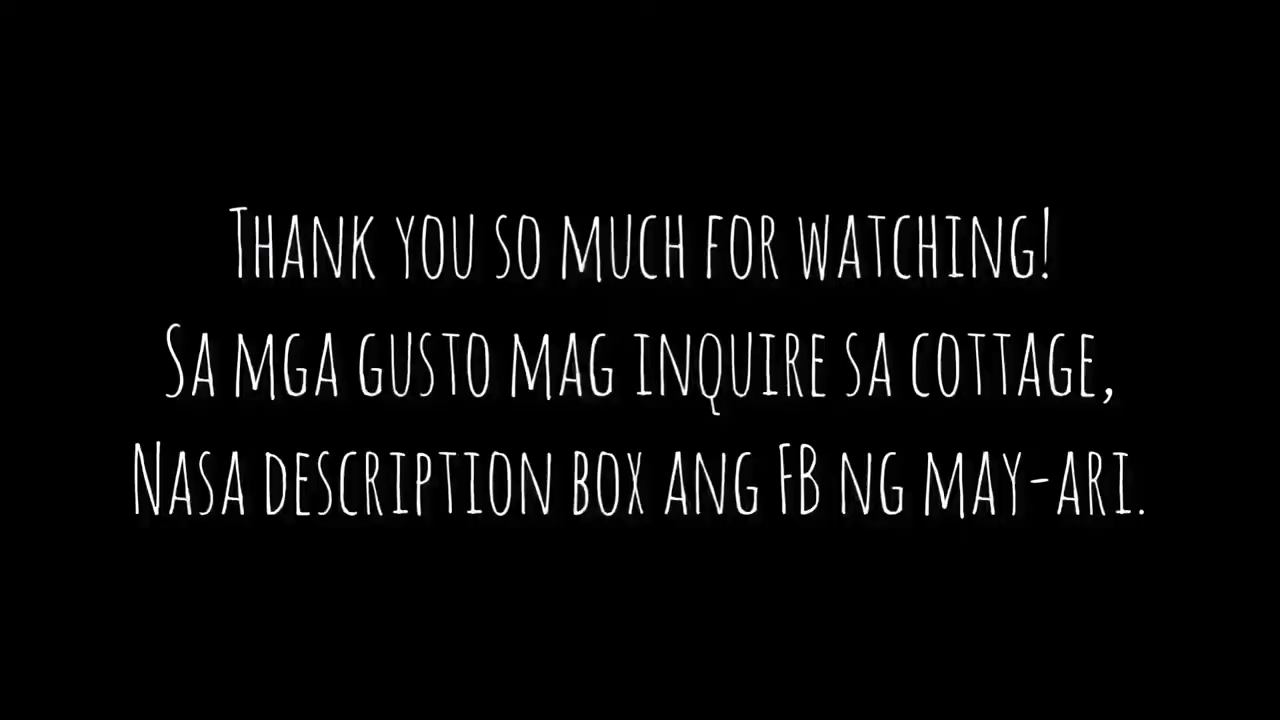 Thank you so much for watching!
Sa mga gusto mag inquire sa cottage,
Nasa description box ang FB ng may-ari.